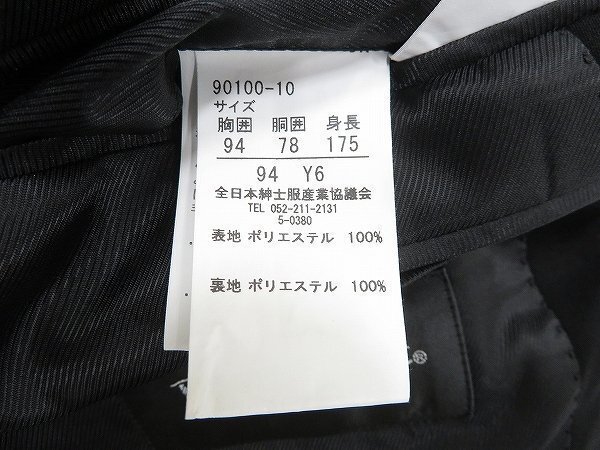 90100-10
サイズ
胸囲 胴囲 身長
94 78 175
94 Y6
全日本紳士服産業協議会
TEL 052-211-2131
5-0380
表地 ポリエステル 100%
裏地 ポリエステル 100%